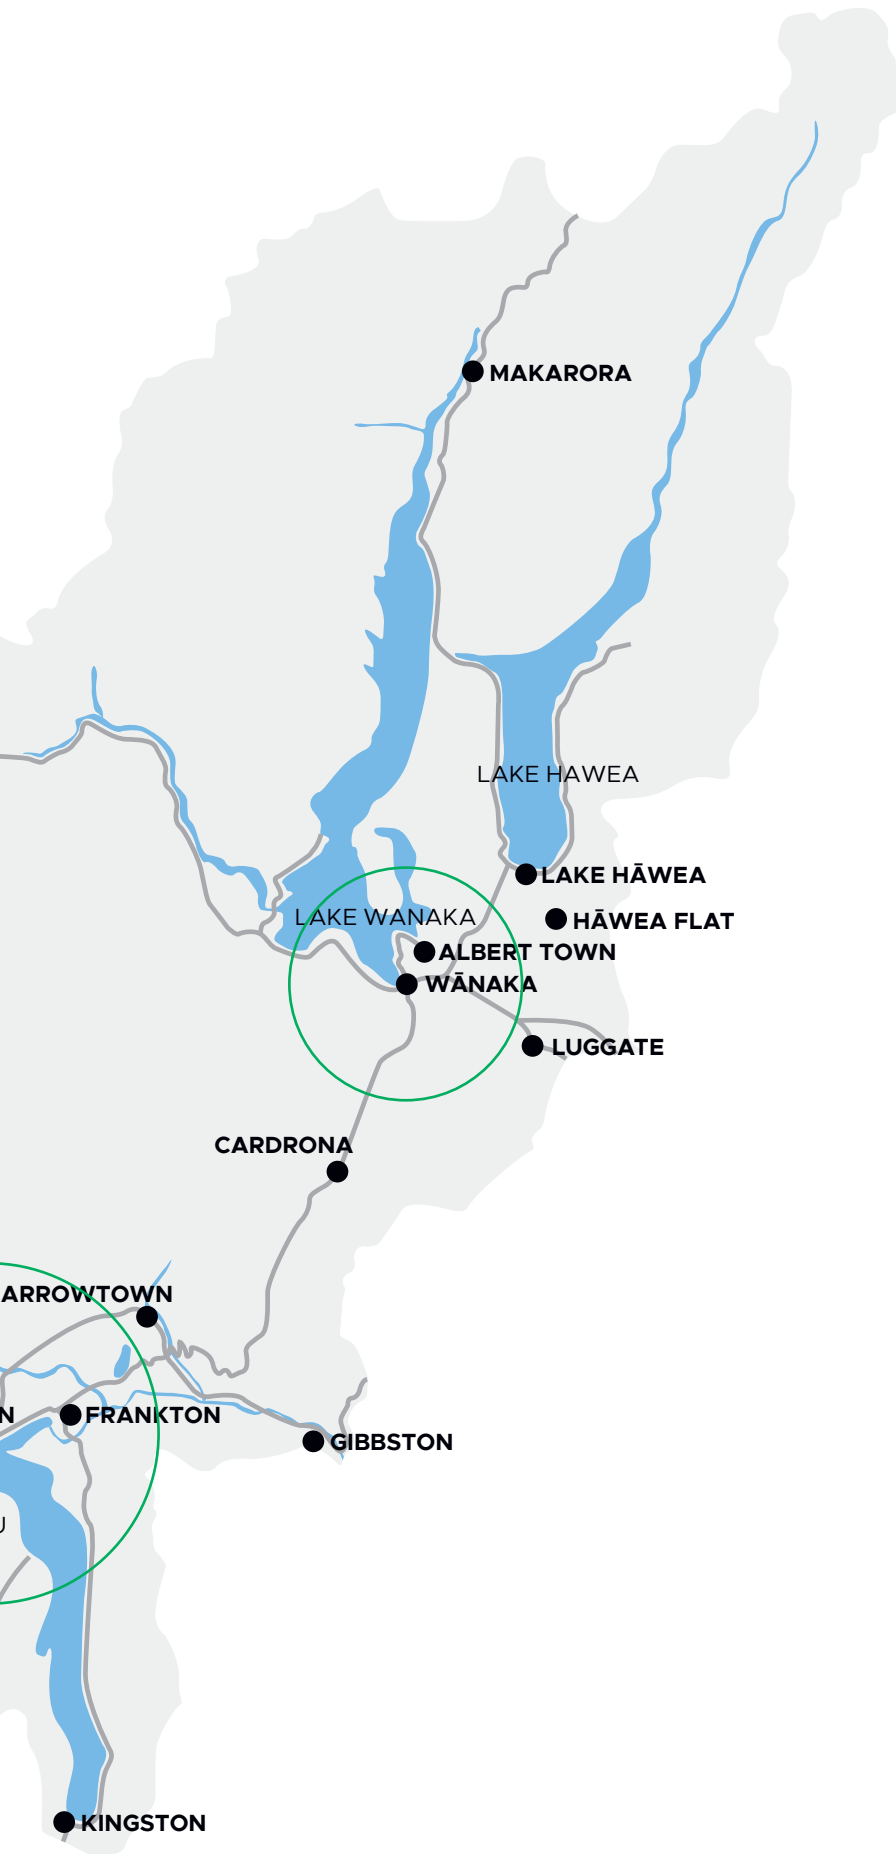 MAKARORA
LAKE HAWEA
LAKE HĀWEA
LAKE WANAKA
HĀWEA FLAT
ALBERT TOWN
WĀNAKA
LUGGATE
CARDRONA
ARROWTOWN
N
FRANKTON
GIBBSTON
U
KINGSTON